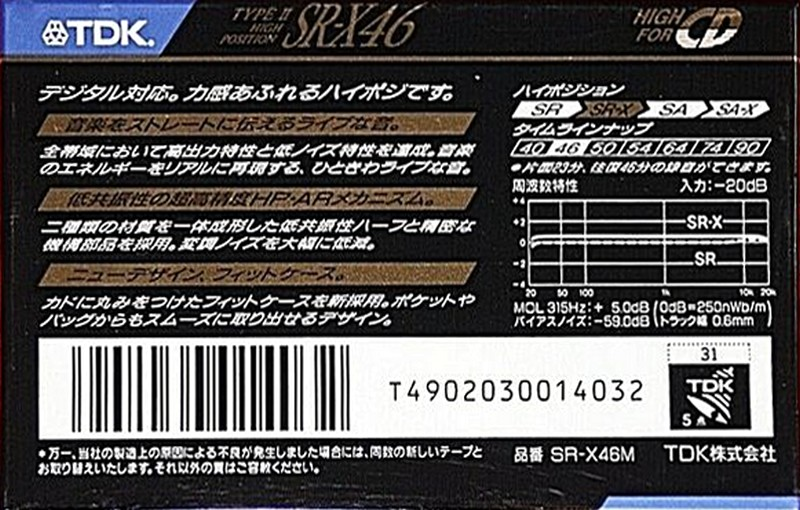 TDK.
TYPE II
HIGH POSITION
SR-X46
HIGH FOR CD
デジタル対応。力感あふれるハイポジです。
音楽をストレートに伝えるライブな音。
全帯域において高出力特性と低ノイズ特性を達成。音楽
のエネルギーをリアルに再現する、ひときわライブな音。
低共振性の超高精度HP・ARメカニズム。
二種類の材質を一体成形した低共振性ハーフと精密な
機構部品を採用。変調ノイズを大幅に低減。
ニューデザイン、フィットケース。
カドに丸みをつけたフィットケースを新採用。ポケットや
バッグからもスムーズに取り出せるデザイン。
ハイポジション
SR SR-X SA SA-X
タイムラインナップ
40 46 50 54 64 74 90
*片面23分、往復46分の録音ができます。
周波数特性 入力:-20dB
+4
+2
0
-2
-4
SR-X
SR
20 50 100 1k 10k 20k
MOL 315Hz:+ 5.0dB (0dB=250nWb/m)
バイアスノイズ:-59.0dB (トラック幅 0.6mm)
T4902030014032
31
TDK
5A
*万一、当社の製造上の原因による不良が発生しました場合には、同数の新しいテープと
お取り替えいたします。それ以外の責はご容赦ください。
品番 SR-X46M TDK株式会社